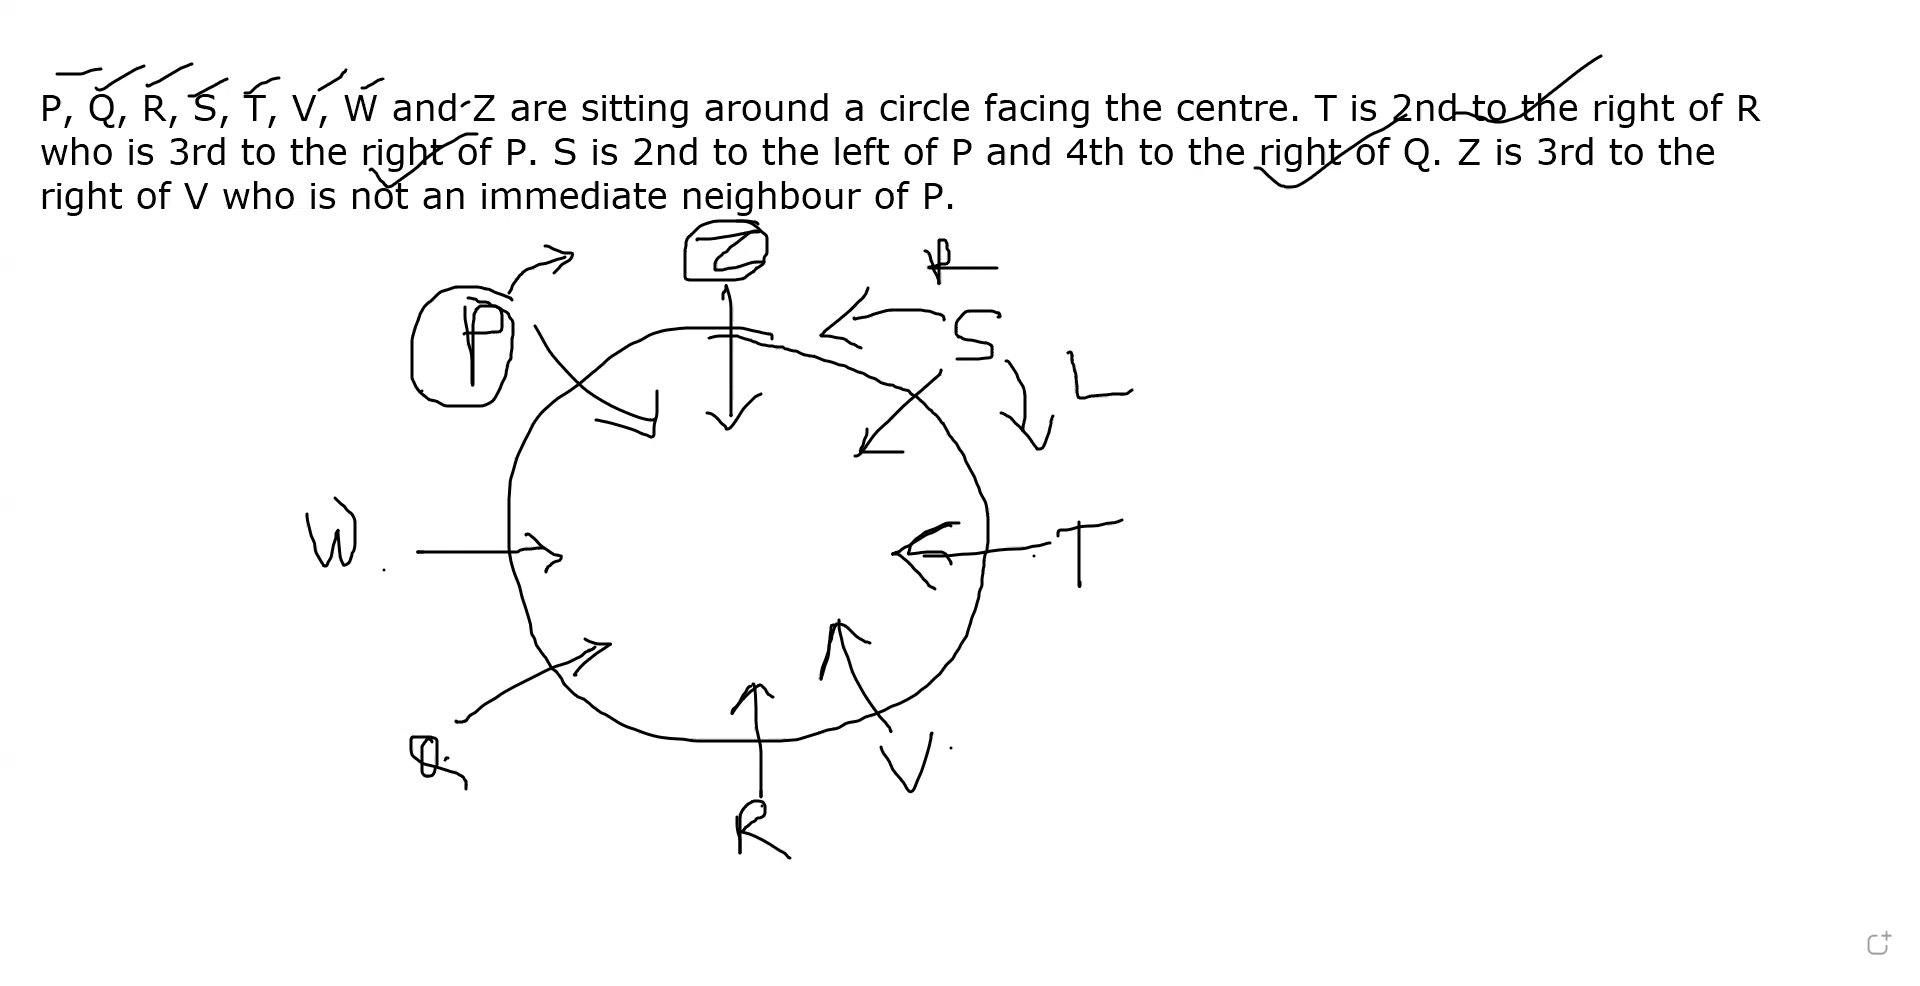 P, Q, R, S, T, V, W and Z are sitting around a circle facing the centre. T is 2nd to the right of R
who is 3rd to the right of P. S is 2nd to the left of P and 4th to the right of Q. Z is 3rd to the
right of V who is not an immediate neighbour of P.
Z
R
P
S
L
W
T
Q
V
R